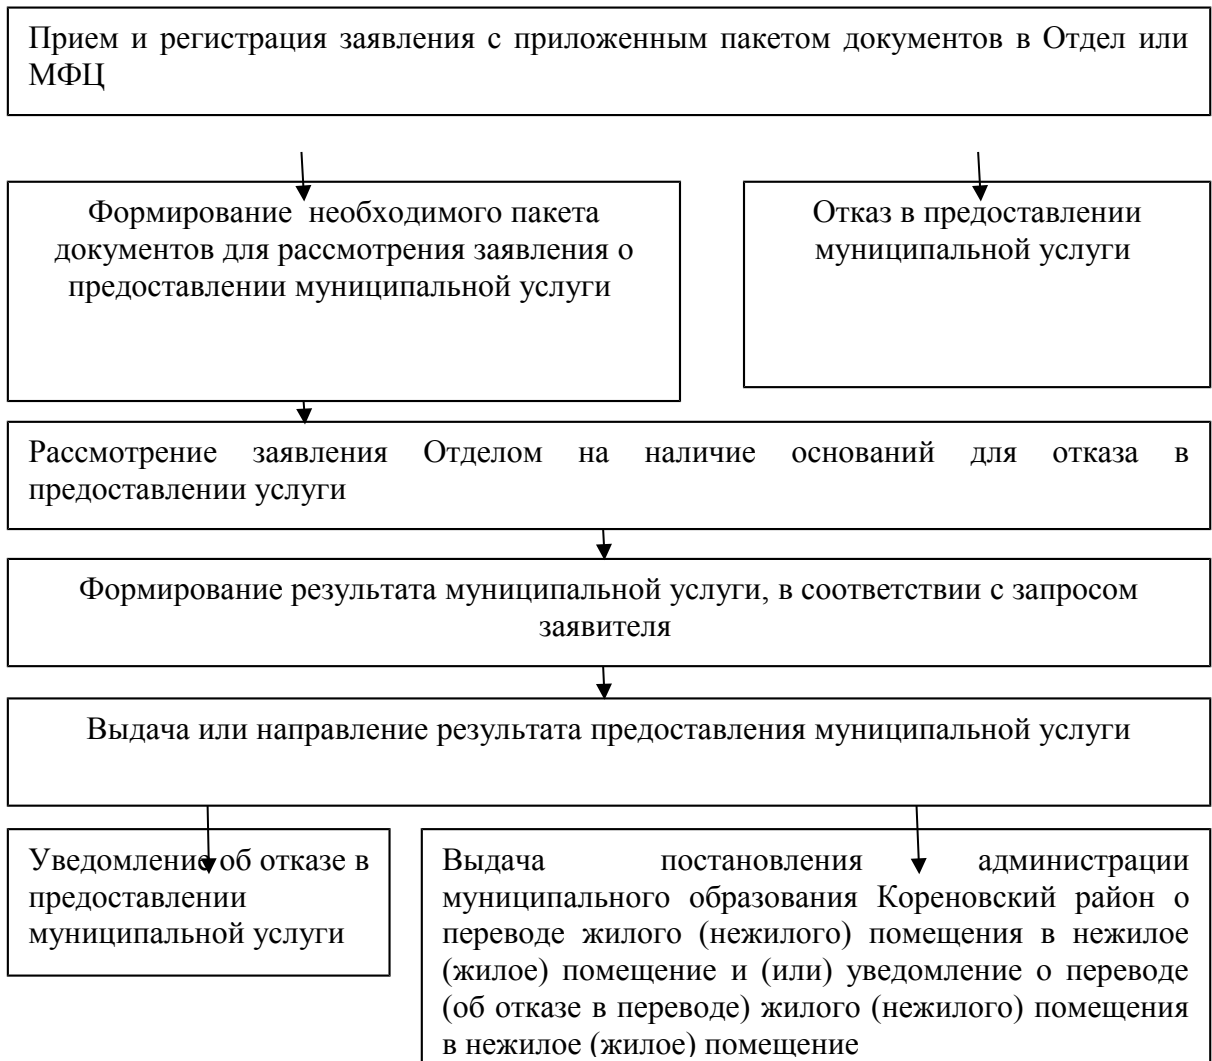 Прием и регистрация заявления с приложенным пакетом документов в Отдел или
МФЦ
Формирование необходимого пакета
документов для рассмотрения заявления о
предоставлении муниципальной услуги
Отказ в предоставлении
муниципальной услуги
Рассмотрение заявления Отделом на наличие оснований для отказа в
предоставлении услуги
Формирование результата муниципальной услуги, в соответствии с запросом
заявителя
Выдача или направление результата предоставления муниципальной услуги
Уведомление об отказе в
предоставлении
муниципальной услуги
Выдача постановления администрации
муниципального образования Кореновский район о
переводе жилого (нежилого) помещения в нежилое
(жилое) помещение и (или) уведомление о переводе
(об отказе в переводе) жилого (нежилого) помещения
в нежилое (жилое) помещение